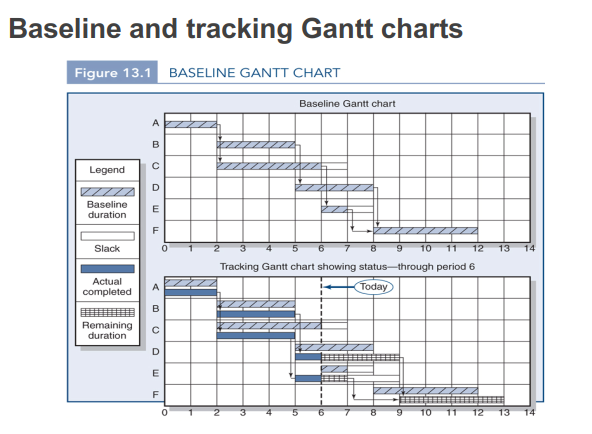 Baseline and tracking Gantt charts
Figure 13.1 BASELINE GANTT CHART
Baseline Gantt chart
A
B
C
D
E
F
0 1 2 3 4 5 6 7 8 9 10 11 12 13 14
Legend
Baseline
duration
Slack
Actual
completed
Remaining
duration
Tracking Gantt chart showing status—through period 6
Today
A
B
C
D
E
F
0 1 2 3 4 5 6 7 8 9 10 11 12 13 14